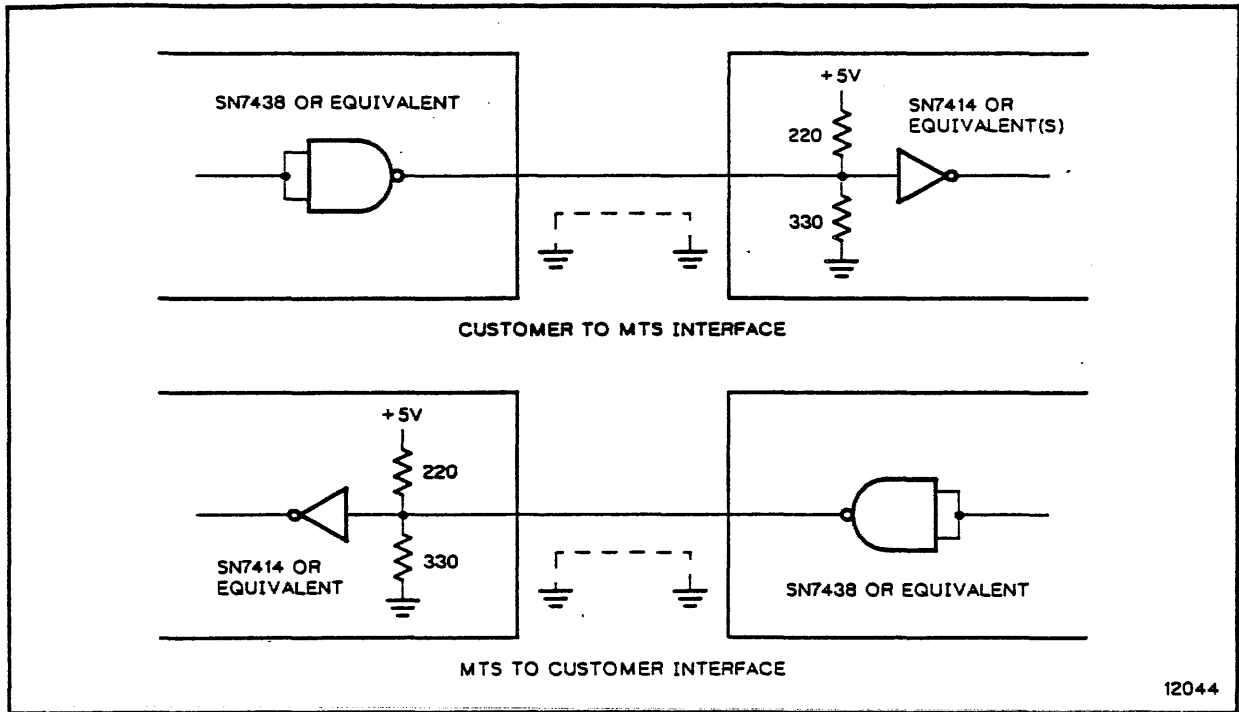 SN7438 OR EQUIVALENT
+5V
220
330
SN7414 OR
EQUIVALENT(S)
CUSTOMER TO MTS INTERFACE
+5V
220
330
SN7414 OR
EQUIVALENT
SN7438 OR EQUIVALENT
MTS TO CUSTOMER INTERFACE
12044